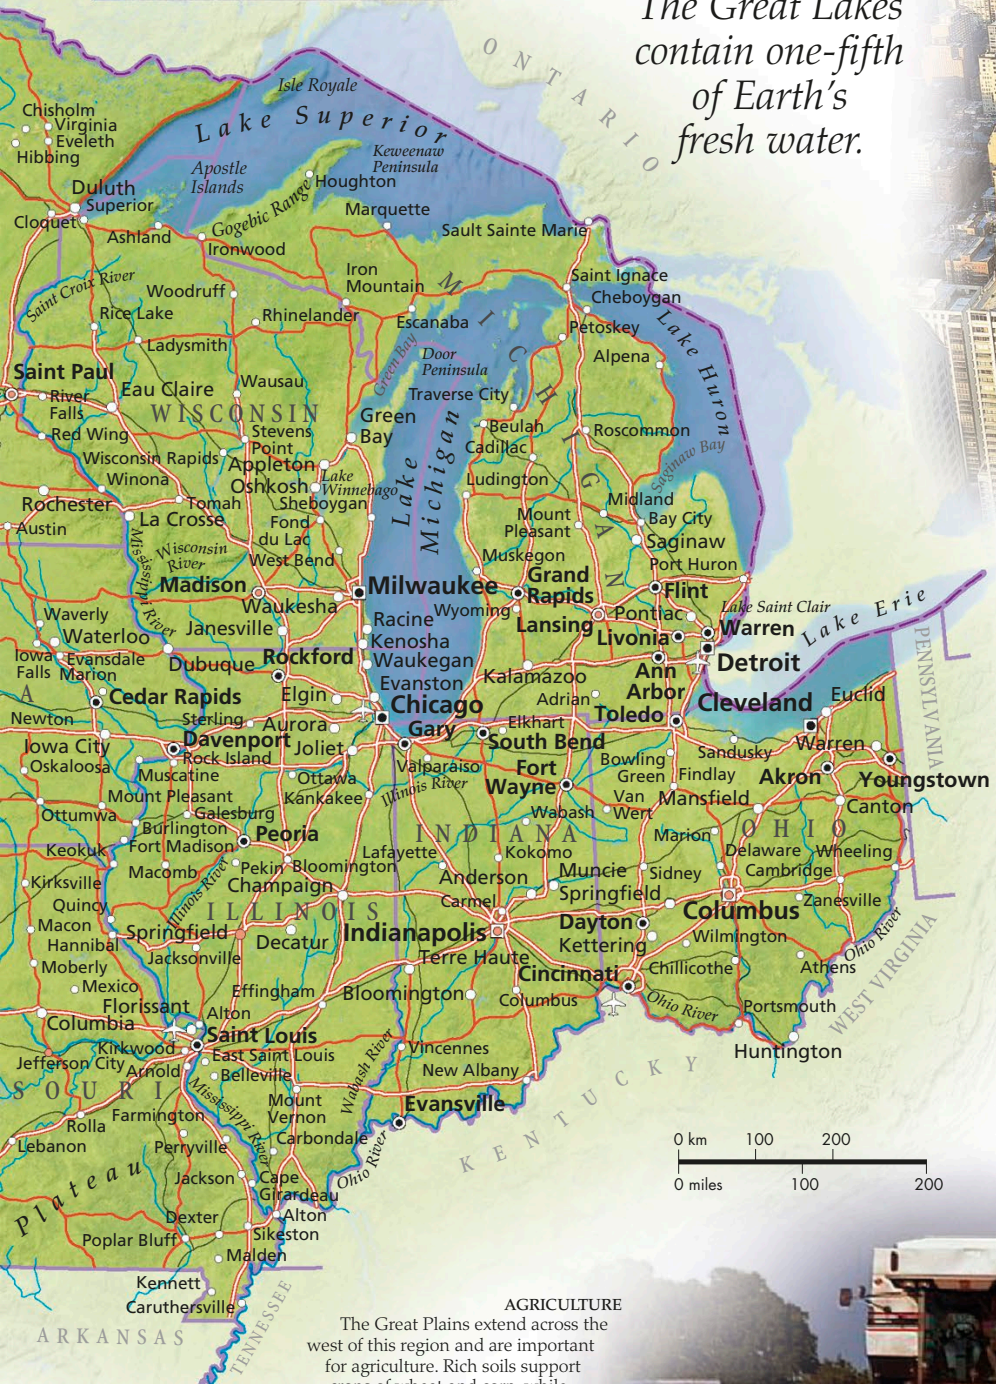 The Great Lakes
contain one-fifth
of Earth's
fresh water.
ONTARIO
Isle Royale
Lake Superior
Chisholm
Virginia
Eveleth
Hibbing
Keweenaw
Peninsula
Apostle
Islands
Houghton
Duluth
Superior
Cloquet
Gogebic Range
Marquette
Ashland
Ironwood
Sault Sainte Marie
Saint Croix River
Woodruff
Iron
Mountain
MICHIGAN
Saint Ignace
Cheboygan
Rice Lake
Rhinelander
Escanaba
Petoskey
Lake Huron
Ladysmith
Green Bay
Door
Peninsula
Alpena
Saint Paul
Eau Claire
Wausau
Traverse City
River
Falls
WISCONSIN
Green
Bay
Red Wing
Stevens
Point
Beulah
Roscommon
Wisconsin Rapids
Appleton
Cadillac
Saginaw Bay
Lake
Michigan
Winona
Oshkosh
Lake
Winnebago
Ludington
Rochester
Tomah
Sheboygan
Midland
La Crosse
Fond
du Lac
Mount
Pleasant
Bay City
Austin
Saginaw
Mississippi River
Wisconsin
River
West Bend
Muskegon
Port Huron
Madison
Milwaukee
Grand
Rapids
Flint
Waukesha
Wyoming
Lake Saint Clair
Lake Erie
Waverly
Janesville
Racine
Lansing
Pontiac
Warren
Waterloo
Kenosha
Livonia
Iowa
Falls
Evansdale
Marion
Dubuque
Rockford
Waukegan
Kalamazoo
Ann
Arbor
Detroit
PENNSYLVANIA
A
Cedar Rapids
Elgin
Evanston
Adrian
Cleveland
Euclid
Newton
Sterling
Aurora
Chicago
Elkhart
Toledo
Iowa City
Davenport
Joliet
Gary
South Bend
Sandusky
Warren
Oskaloosa
Rock Island
Muscatine
Ottawa
Valparaiso
Fort
Wayne
Bowling
Green
Findlay
Akron
Youngstown
Mount Pleasant
Kankakee
Illinois River
Van
Wert
Mansfield
Canton
Ottumwa
Galesburg
Wabash
Burlington
Peoria
INDIANA
Marion
OHIO
Keokuk
Fort Madison
Lafayette
Kokomo
Delaware
Wheeling
Macomb
Pekin
Bloomington
Anderson
Muncie
Sidney
Cambridge
Kirksville
Illinois River
Champaign
Springfield
Quincy
ILLINOIS
Carmel
Columbus
Zanesville
Macon
Springfield
Indianapolis
Dayton
Hannibal
Decatur
Kettering
Wilmington
Ohio River
Jacksonville
Terre Haute
Moberly
Cincinnati
Chillicothe
Athens
Mexico
Effingham
Bloomington
WEST VIRGINIA
Florissant
Alton
Columbus
Ohio River
Portsmouth
Columbia
Saint Louis
Kirkwood
Vincennes
Huntington
Jefferson City
East Saint Louis
Arnold
Belleville
Wabash River
New Albany
KENTUCKY
SOURI
Mississippi River
Mount
Vernon
Evansville
Farmington
Rolla
Carbondale
Lebanon
Perryville
0 km 100 200
0 miles 100 200
Plateau
Jackson
Cape
Girardeau
Ohio River
Dexter
Alton
Poplar Bluff
Sikeston
Malden
Kennett
Caruthersville
ARKANSAS
TENNESSEE
AGRICULTURE
The Great Plains extend across the
west of this region and are important
for agriculture. Rich soils support
crops of wheat and corn, while